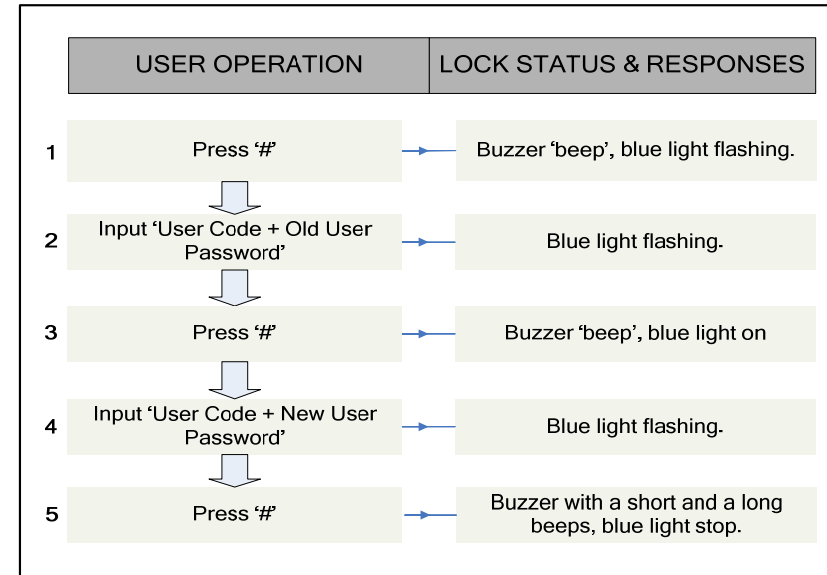 USER OPERATION
LOCK STATUS & RESPONSES
1
Press ‘#’
Buzzer ‘beep’, blue light flashing.
2
Input ‘User Code + Old User
Password’
Blue light flashing.
3
Press ‘#’
Buzzer ‘beep’, blue light on
4
Input ‘User Code + New User
Password’
Blue light flashing.
5
Press ‘#’
Buzzer with a short and a long
beeps, blue light stop.